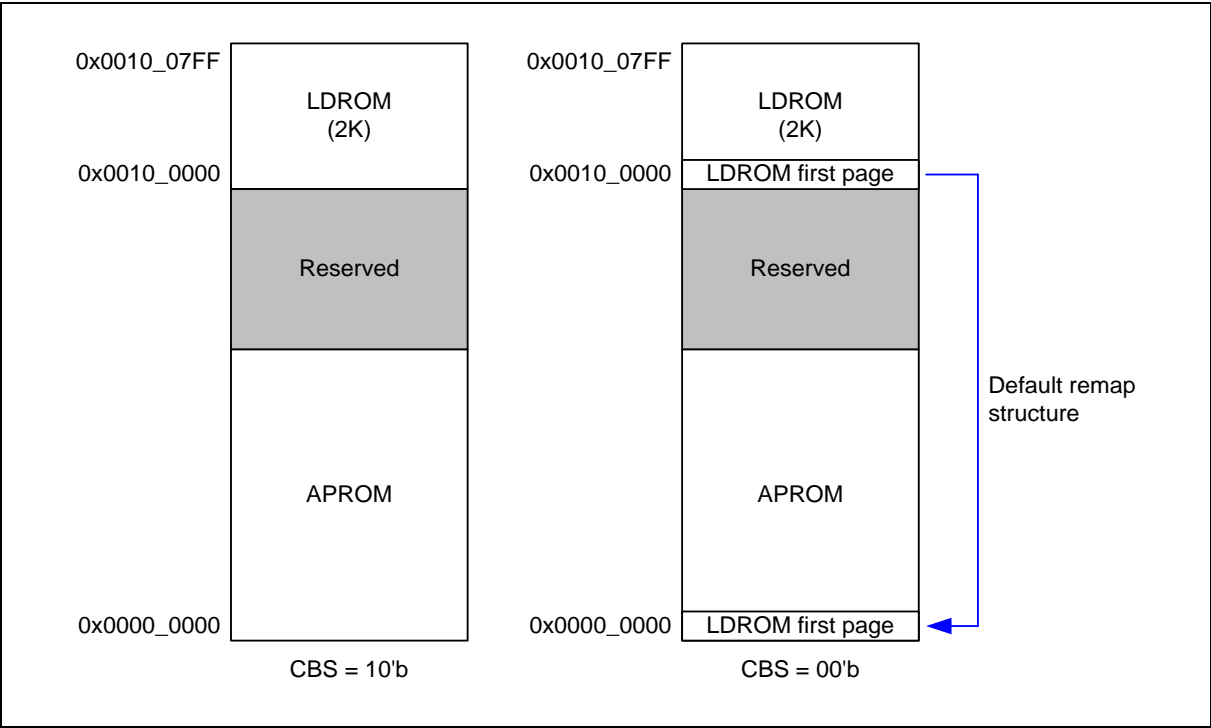 0x0010_07FF
LDROM
(2K)
0x0010_0000
Reserved
APROM
0x0000_0000
CBS = 10'b
0x0010_07FF
LDROM
(2K)
0x0010_0000
LDROM first page
Reserved
APROM
0x0000_0000
LDROM first page
CBS = 00'b
Default remap
structure